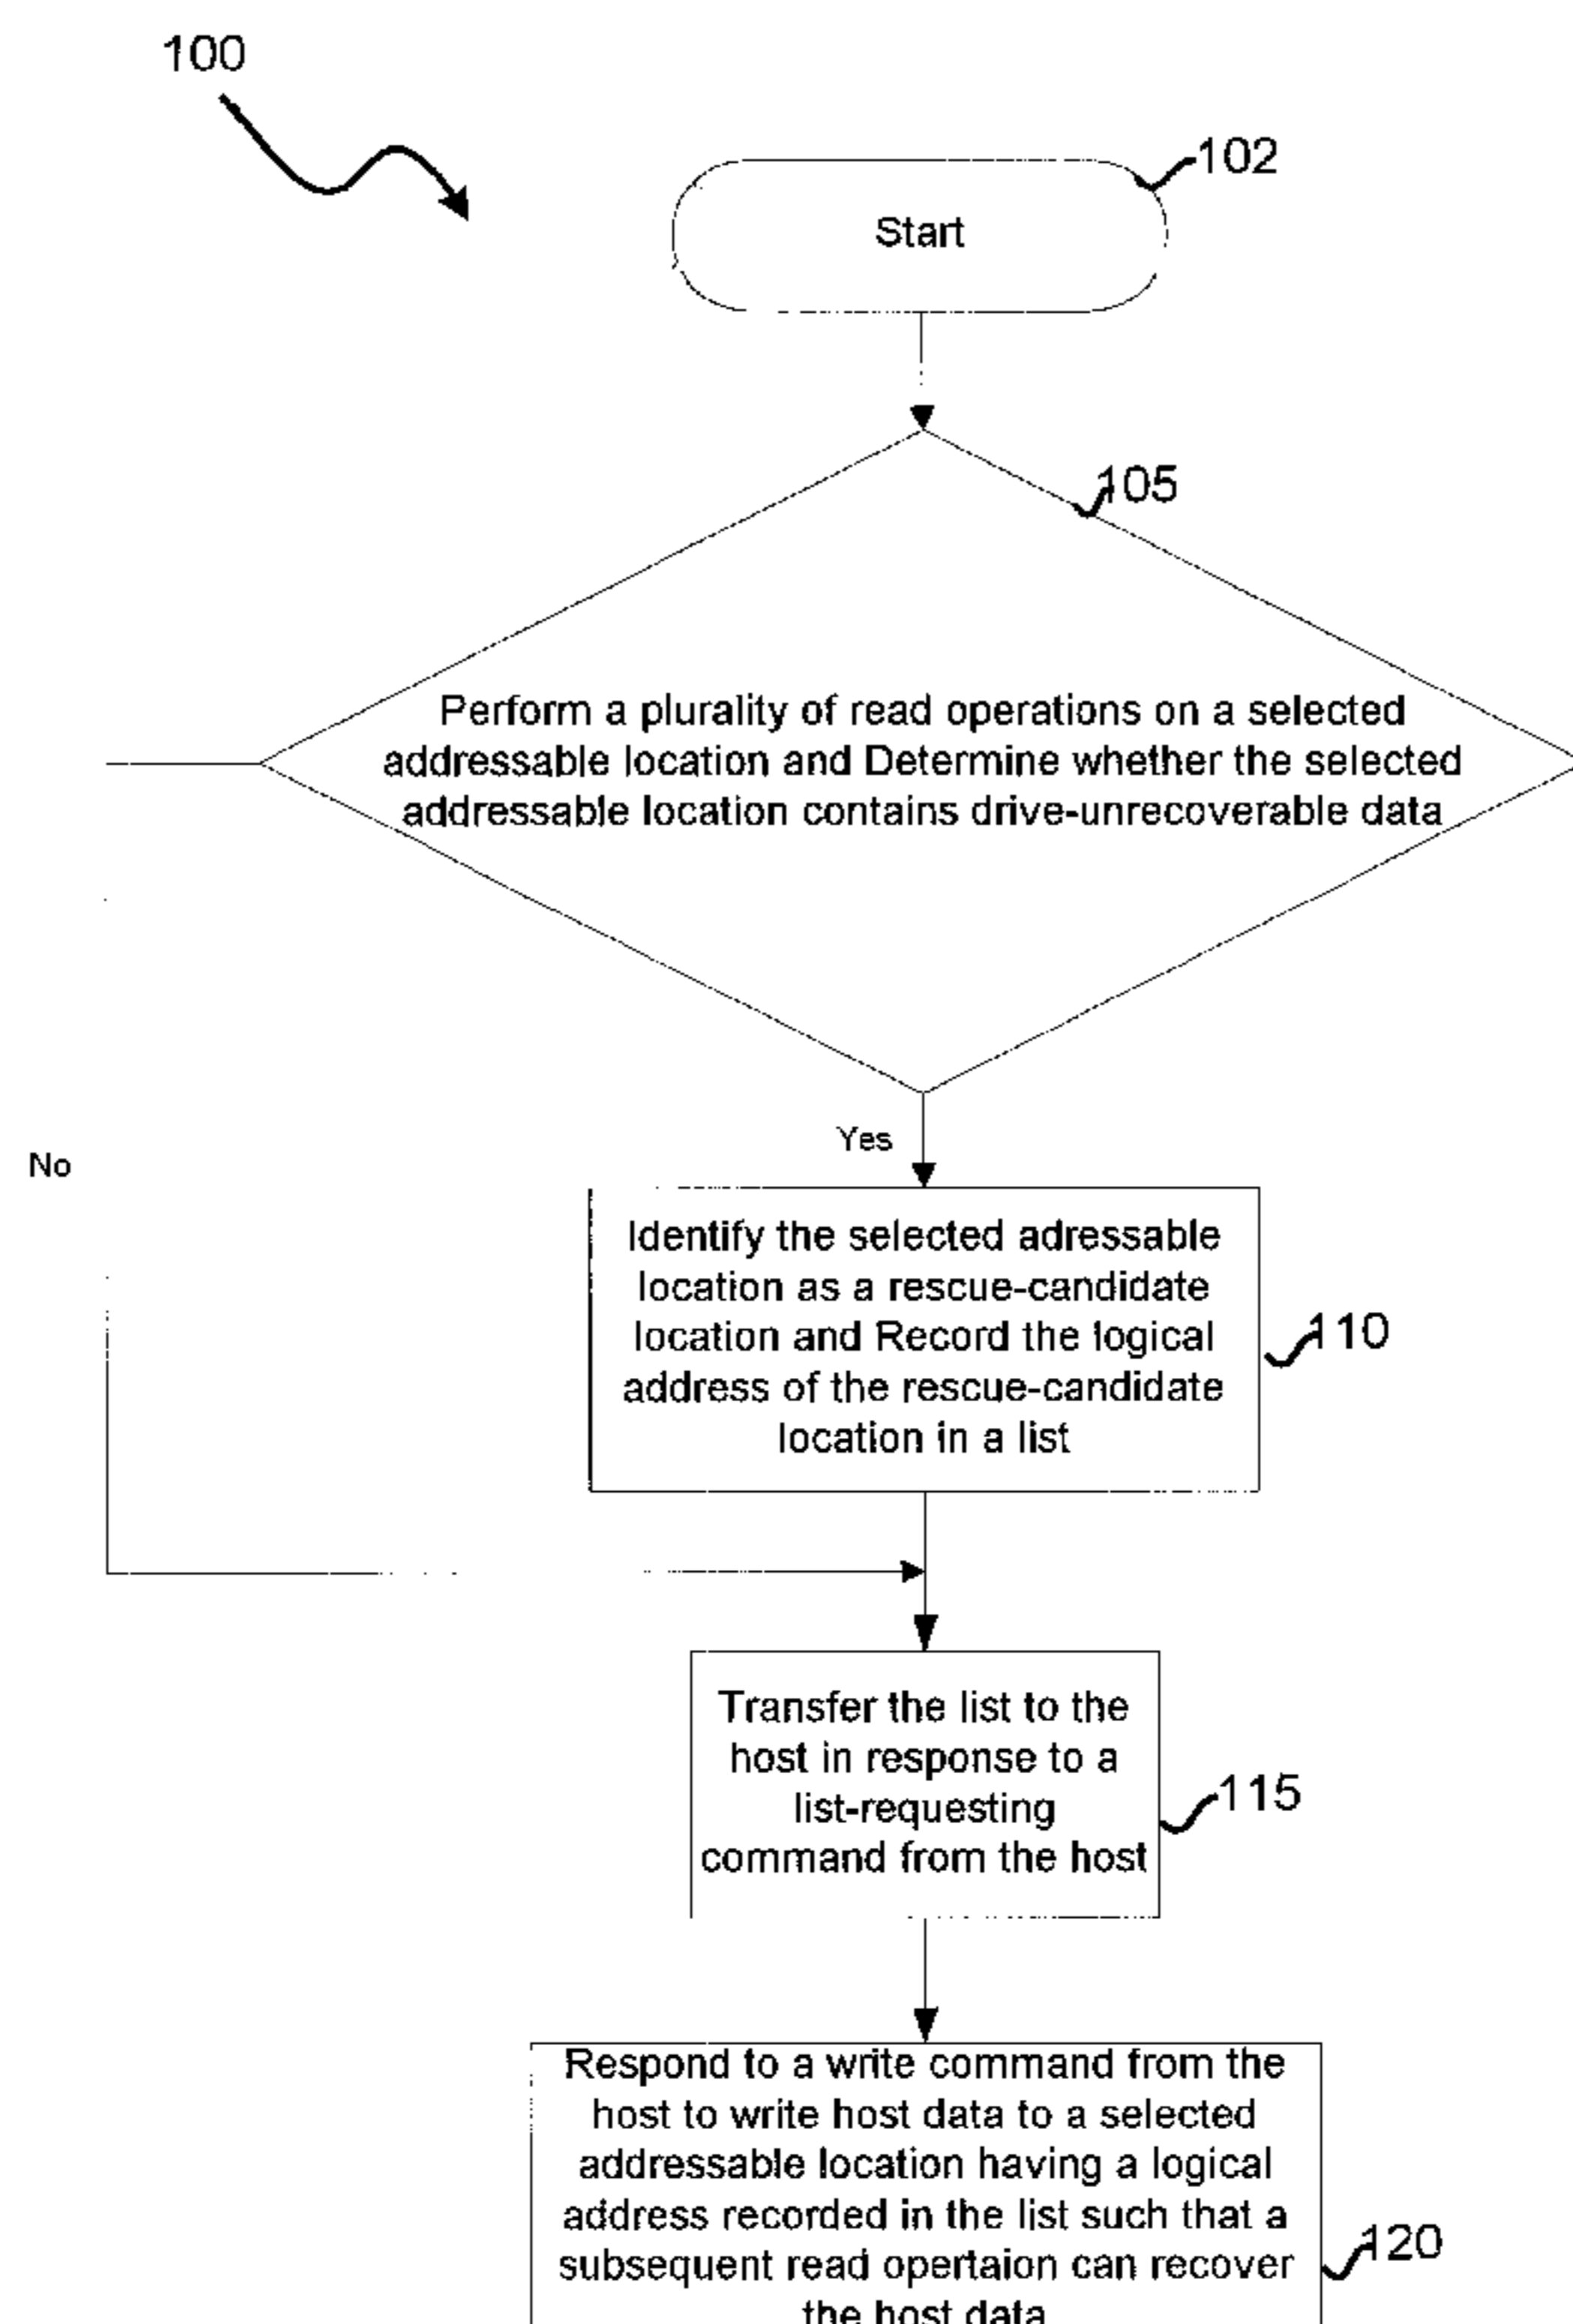 100
102
Start
105
Perform a plurality of read operations on a selected
addressable location and Determine whether the selected
addressable location contains drive-unrecoverable data
Yes
No
Identify the selected adressable
location as a rescue-candidate
location and Record the logical
address of the rescue-candidate
location in a list
110
Transfer the list to the
host in response to a
list-requesting
command from the host
115
Respond to a write command from the
host to write host data to a selected
addressable location having a logical
address recorded in the list such that a
subsequent read opertaion can recover
the host data
120